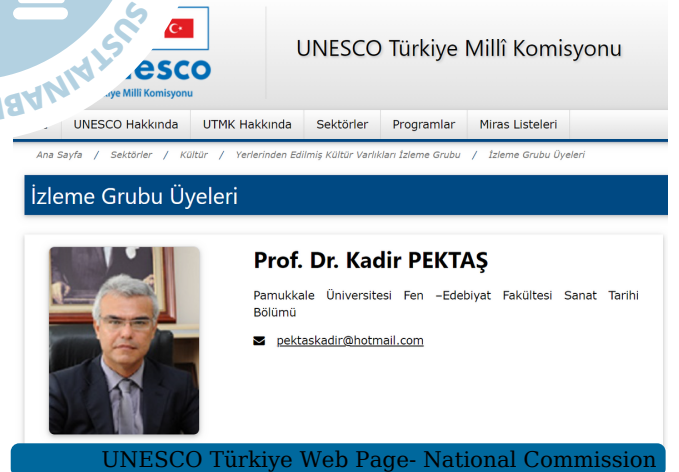 UNESCO Türkiye Millî Komisyonu
UNESCO Hakkında UTMK Hakkında Sektörler Programlar Miras Listeleri
Ana Sayfa / Sektörler / Kültür / Yerlerinden Edilmiş Kültür Varlıkları İzleme Grubu / İzleme Grubu Üyeleri
İzleme Grubu Üyeleri
Prof. Dr. Kadir PEKTAŞ
Pamukkale Üniversitesi Fen –Edebiyat Fakültesi Sanat Tarihi
Bölümü
pektaskadir@hotmail.com
UNESCO Türkiye Web Page- National Commission